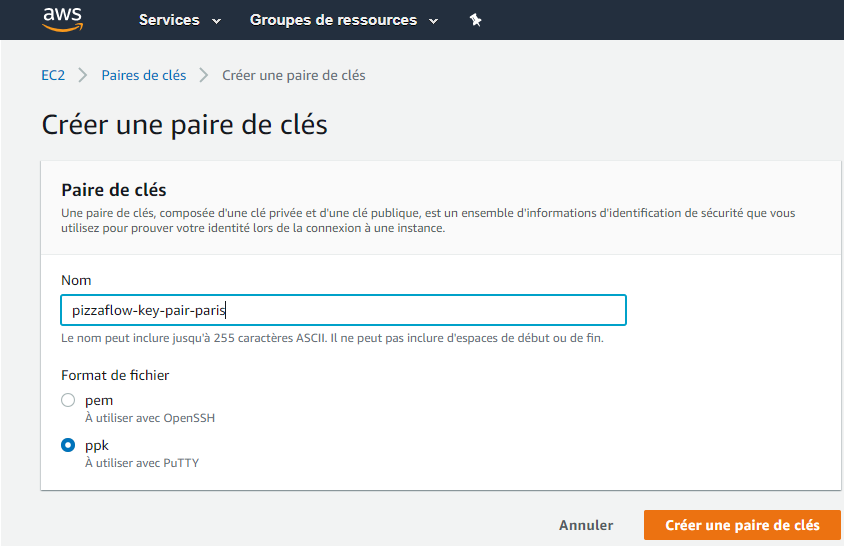 aws Services Groupes de ressources
EC2 > Paires de clés > Créer une paire de clés
Créer une paire de clés
Paire de clés
Une paire de clés, composée d'une clé privée et d'une clé publique, est un ensemble d'informations d'identification de sécurité que vous
utilisez pour prouver votre identité lors de la connexion à une instance.
Nom
pizzaflow-key-pair-paris
Le nom peut inclure jusqu'à 255 caractères ASCII. Il ne peut pas inclure d'espaces de début ou de fin.
Format de fichier
pem
À utiliser avec OpenSSH
ppk
À utiliser avec PuTTY
Annuler Créer une paire de clés